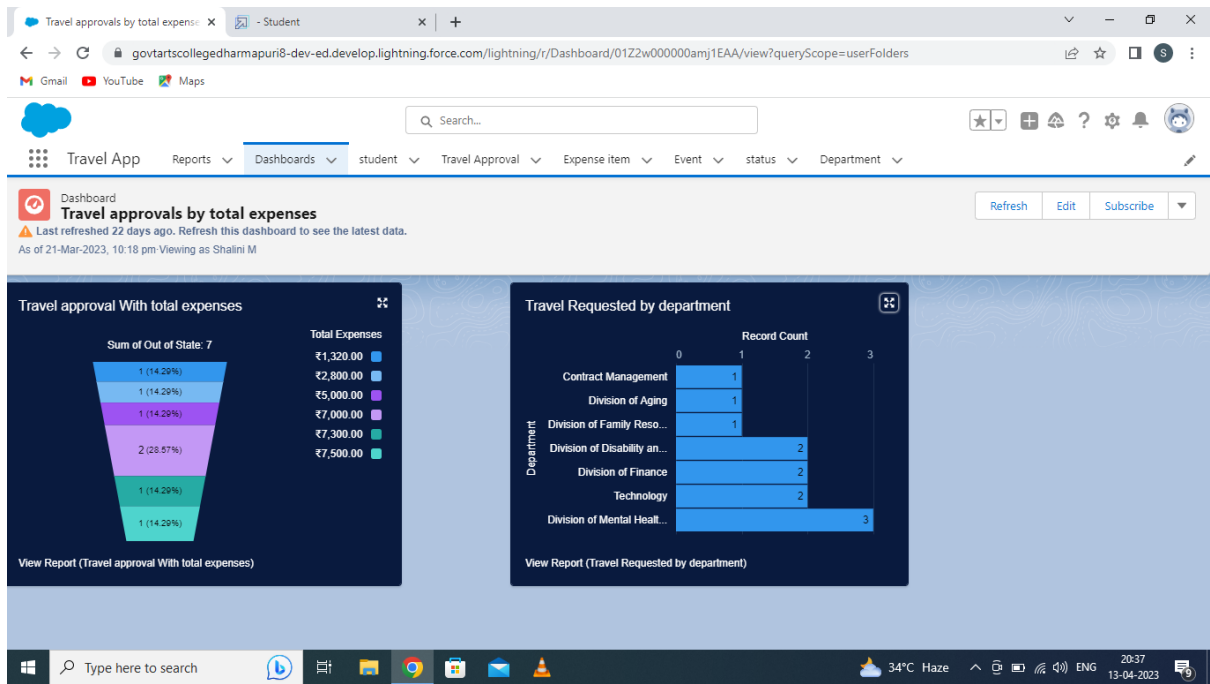 Travel approvals by total expense
- Student
govtartscollegedharmapuri8-dev-ed.develop.lightning.force.com/lightning/r/Dashboard/01Z2w000000amj1EAA/view?queryScope=userFolders
S
Gmail YouTube Maps
Search...
Travel App Reports Dashboards student Travel Approval Expense item Event status Department
Dashboard
Travel approvals by total expenses
Refresh Edit Subscribe
Last refreshed 22 days ago. Refresh this dashboard to see the latest data.
As of 21-Mar-2023, 10:18 pm·Viewing as Shalini M
Travel approval With total expenses
Sum of Out of State: 7
1 (14.29%)
1 (14.29%)
1 (14.29%)
2 (28.57%)
1 (14.29%)
1 (14.29%)
Total Expenses
₹1,320.00
₹2,800.00
₹5,000.00
₹7,000.00
₹7,300.00
₹7,500.00
View Report (Travel approval With total expenses)
Travel Requested by department
Record Count
0 1 2 3
Department
Contract Management 1
Division of Aging 1
Division of Family Reso... 1
Division of Disability an... 2
Division of Finance 2
Technology 2
Division of Mental Healt... 3
View Report (Travel Requested by department)
Type here to search
34°C Haze
ENG
20:37
13-04-2023
9